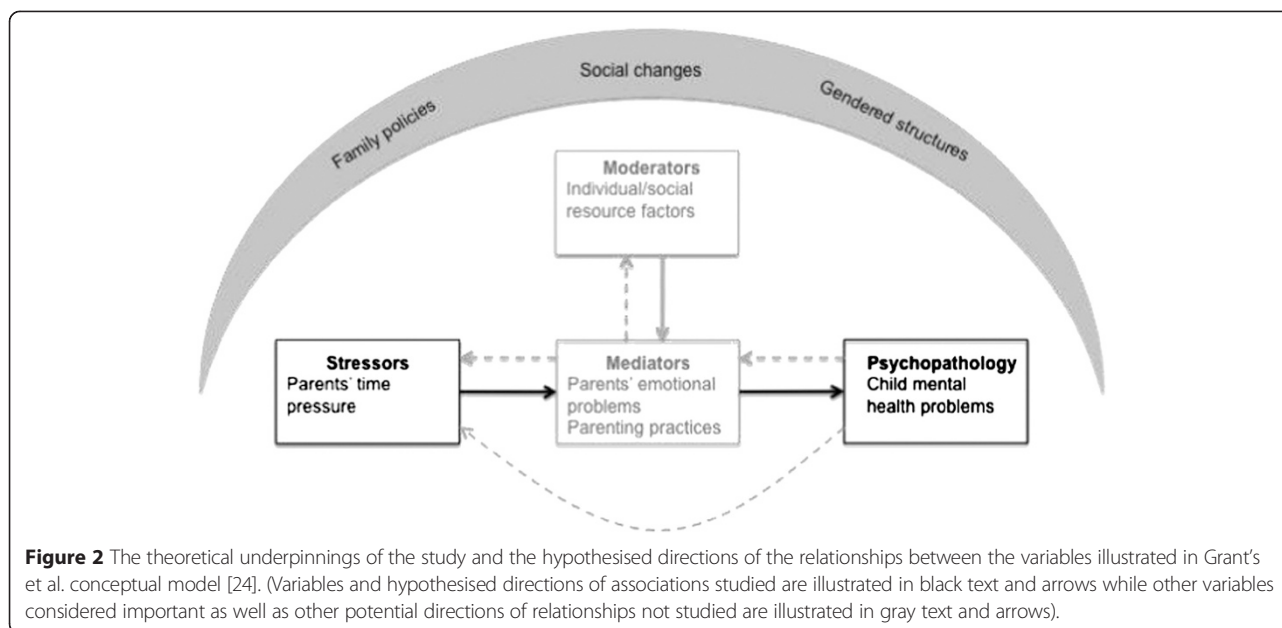 Social changes
Family policies
Gendered structures
Moderators
Individual/social
resource factors
Stressors
Parents' time
pressure
Mediators
Parents' emotional
problems
Parenting practices
Psychopathology
Child mental
health problems
Figure 2 The theoretical underpinnings of the study and the hypothesised directions of the relationships between the variables illustrated in Grant's
et al. conceptual model [24]. (Variables and hypothesised directions of associations studied are illustrated in black text and arrows while other variables
considered important as well as other potential directions of relationships not studied are illustrated in gray text and arrows).